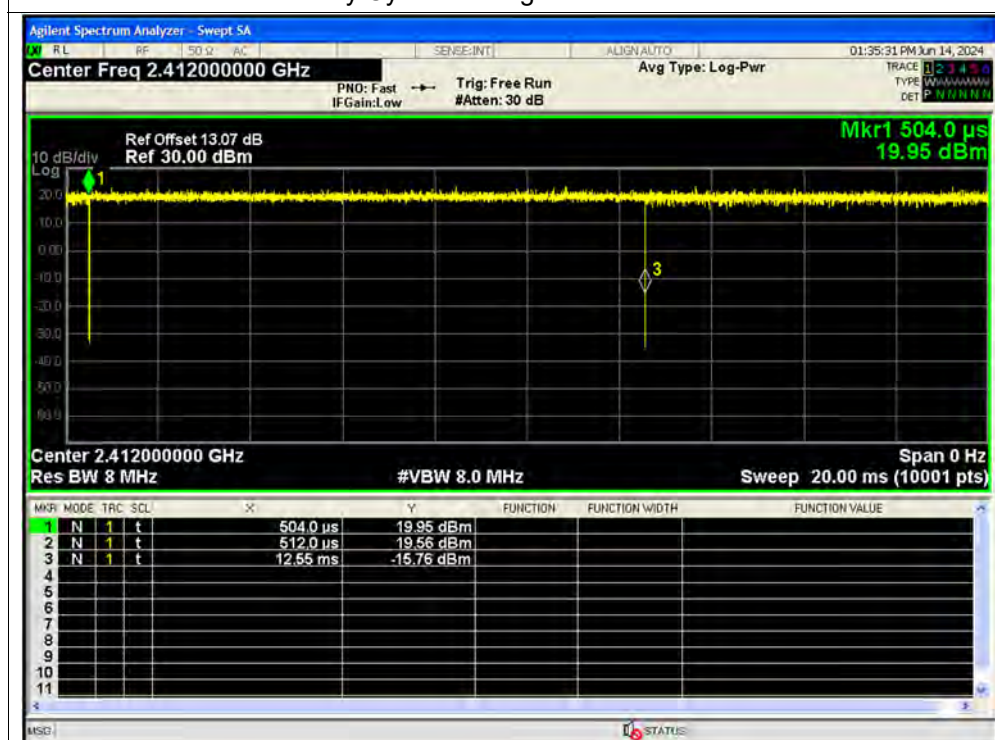 Agilent Spectrum Analyzer - Swept SA
RL RF 50 Ω AC SENSE:INT ALIGN AUTO 01:35:31 PM Jun 14, 2024
Center Freq 2.412000000 GHz Avg Type: Log-Pwr TRACE 1 2 3 4 5 6
PNO: Fast Trig: Free Run TYPE W
IFGain:Low #Atten: 30 dB DET P N N N N N
Mkr1 504.0 µs
Ref Offset 13.07 dB
10 dB/div Ref 30.00 dBm 19.95 dBm
Log
1
20.0
10.0
0.00
-10.0
3
-20.0
-30.0
-40.0
-50.0
-60.0
Center 2.412000000 GHz Span 0 Hz
Res BW 8 MHz #VBW 8.0 MHz Sweep 20.00 ms (10001 pts)
MKR MODE TRC SCL X Y FUNCTION FUNCTION WIDTH FUNCTION VALUE
1 N 1 t 504.0 µs 19.95 dBm
2 N 1 t 512.0 µs 19.56 dBm
3 N 1 t 12.55 ms -15.76 dBm
4
5
6
7
8
9
10
11
MSG STATUS